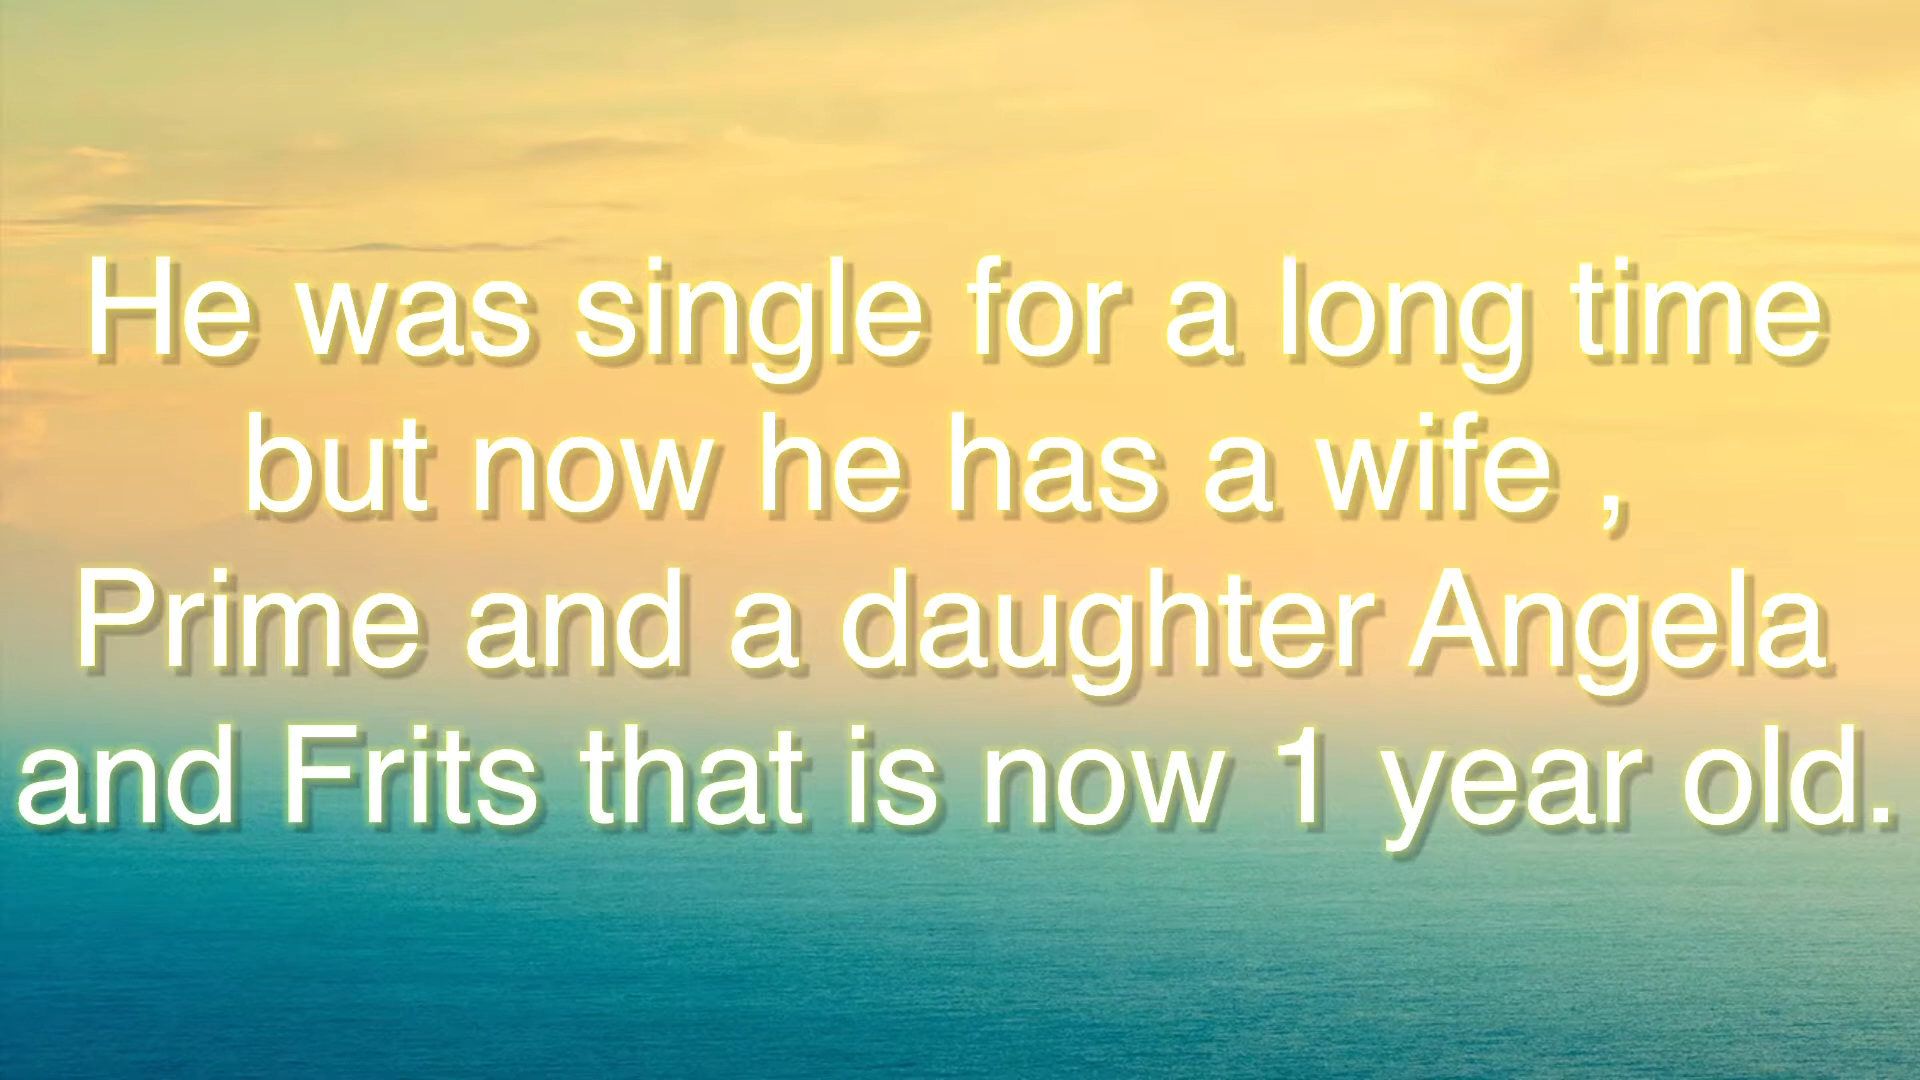 He was single for a long time
but now he has a wife ,
Prime and a daughter Angela
and Frits that is now 1 year old.